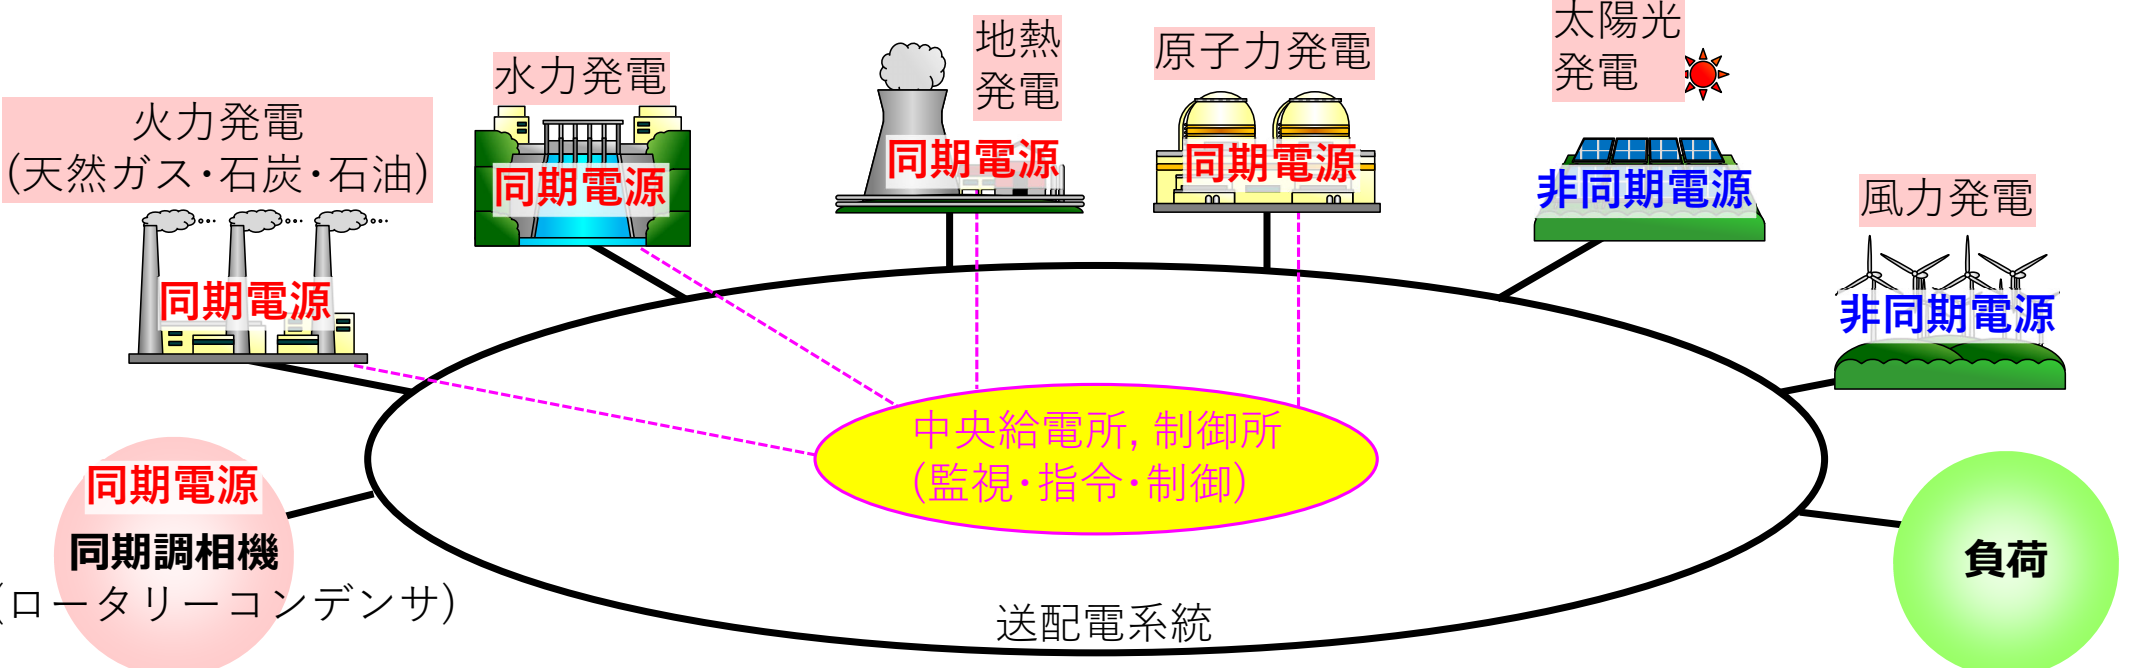 火力発電
(天然ガス・石炭・石油)
同期電源
水力発電
同期電源
地熱
発電
同期電源
原子力発電
同期電源
太陽光
発電
非同期電源
風力発電
非同期電源
中央給電所, 制御所
(監視・指令・制御)
同期電源
同期調相機
(ロータリーコンデンサ)
送配電系統
負荷